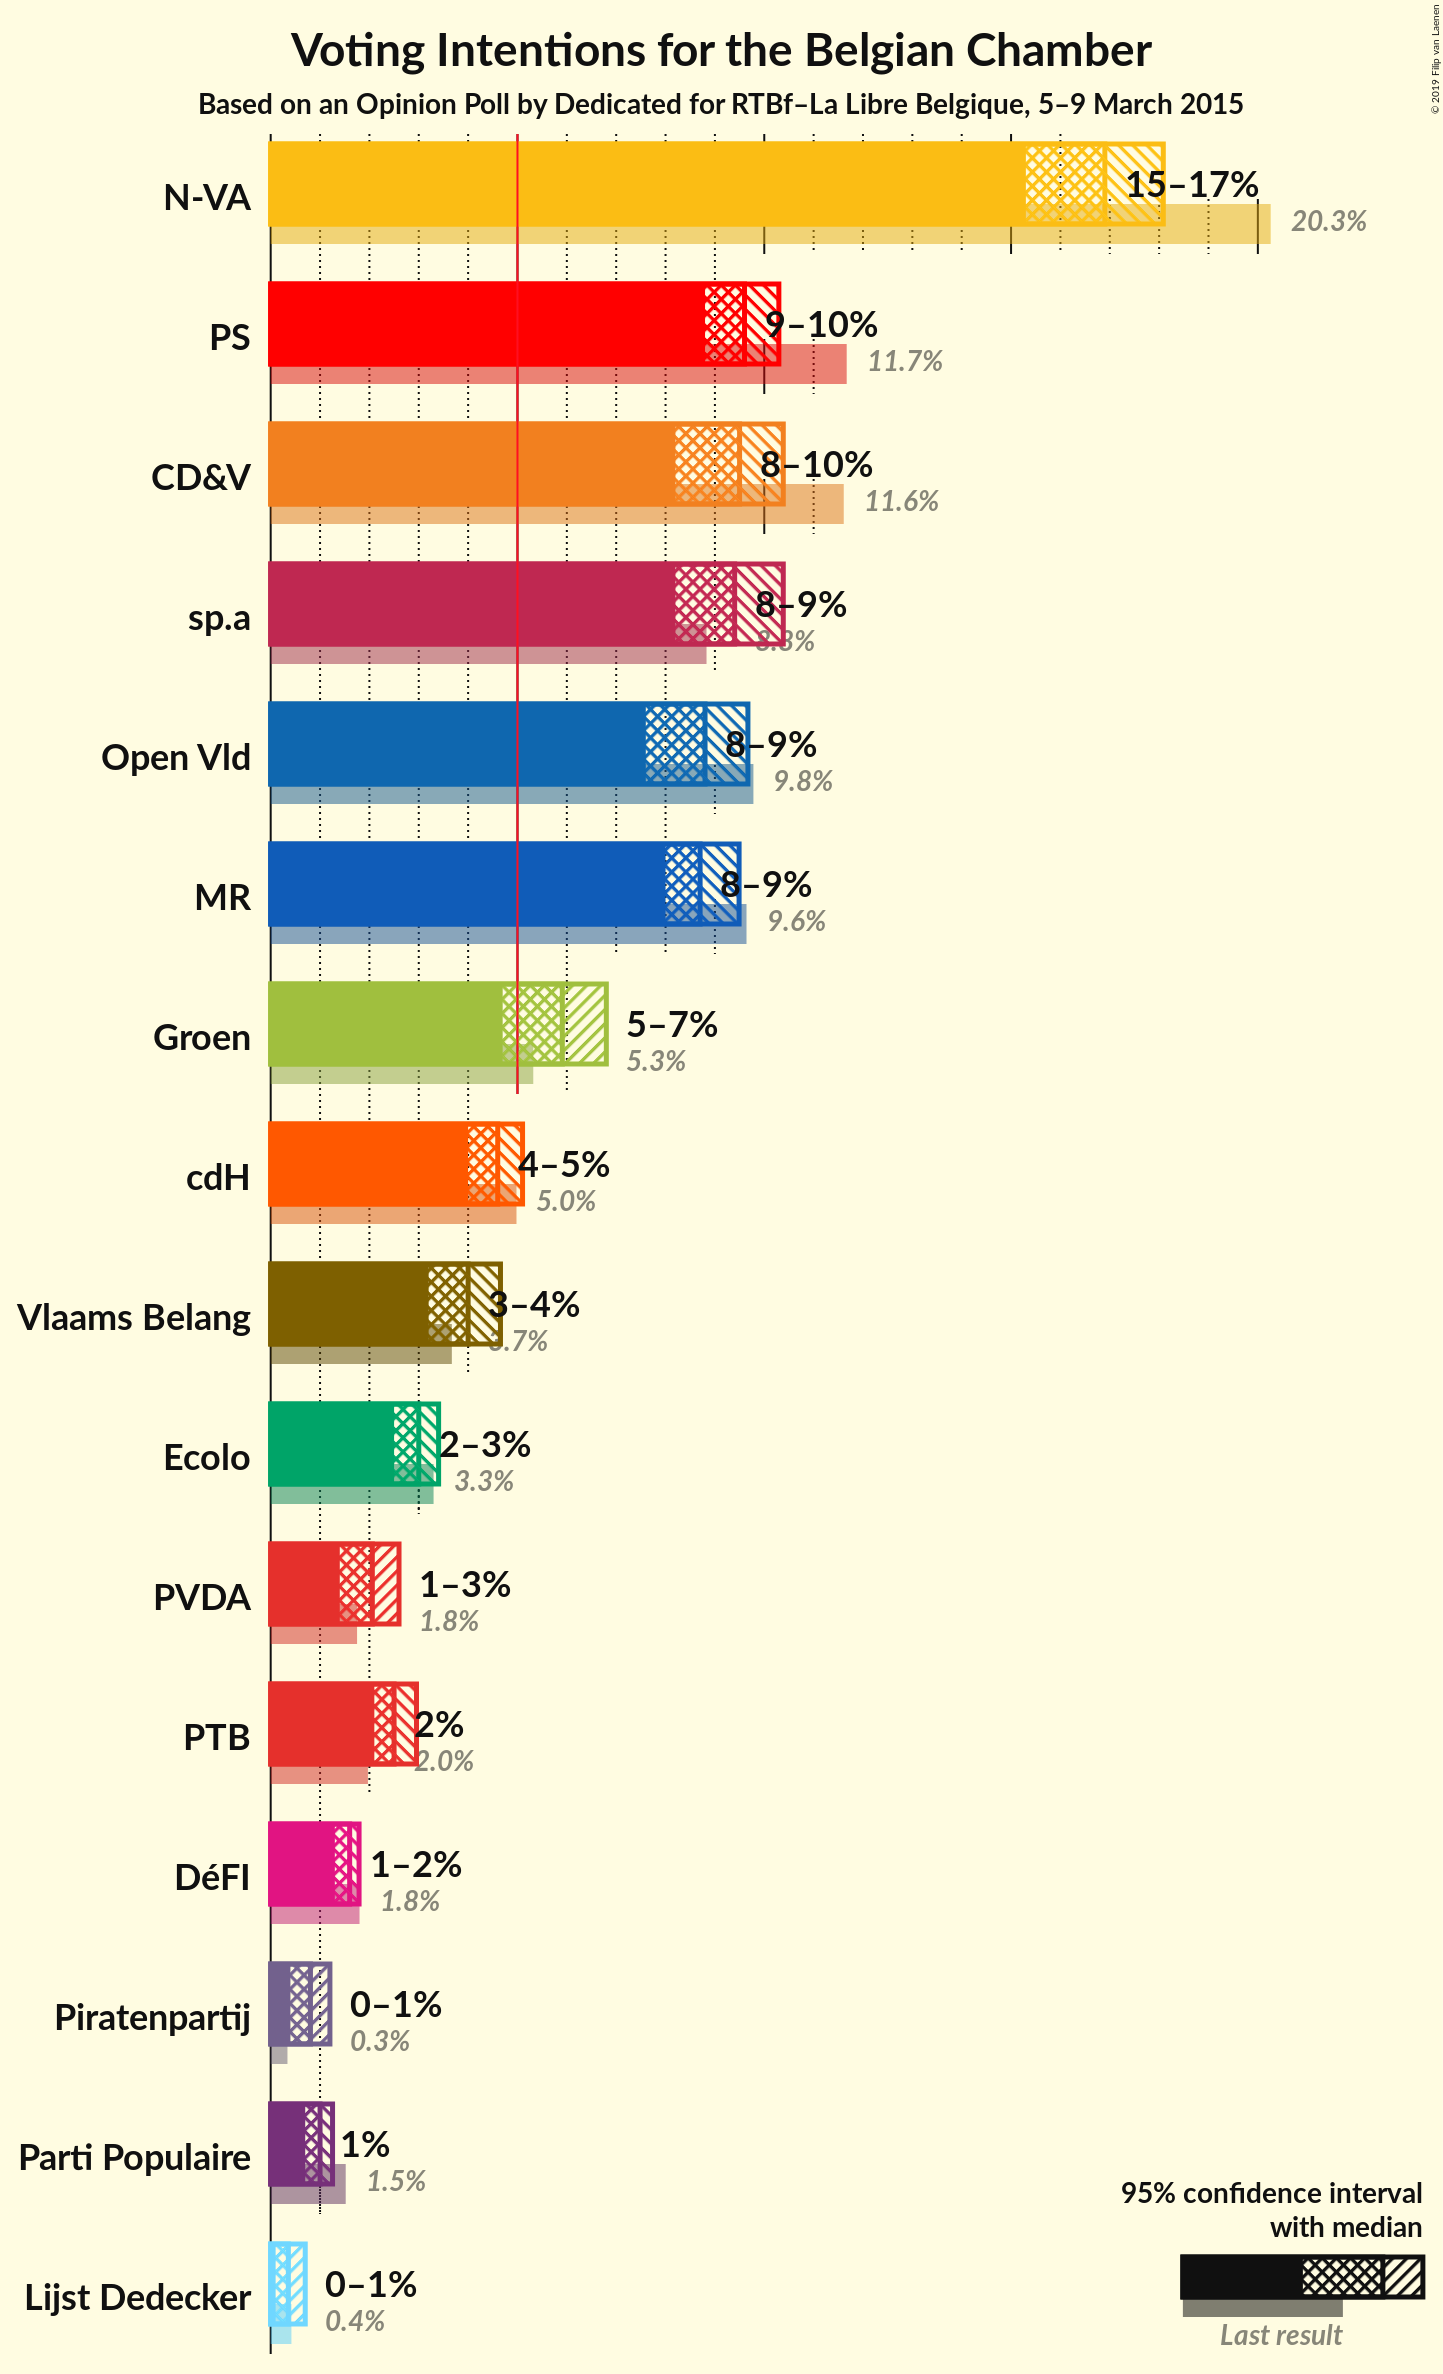 Voting Intentions for the Belgian Chamber
Based on an Opinion Poll by Dedicated for RTBf–La Libre Belgique, 5–9 March 2015
© 2019 Filip van Laenen
N-VA
15–17%
20.3%
PS
9–10%
11.7%
CD&V
8–10%
11.6%
sp.a
8–9%
8.8%
Open Vld
8–9%
9.8%
MR
8–9%
9.6%
Groen
5–7%
5.3%
cdH
4–5%
5.0%
Vlaams Belang
3–4%
3.7%
Ecolo
2–3%
3.3%
PVDA
1–3%
1.8%
PTB
2%
2.0%
DéFI
1–2%
1.8%
Piratenpartij
0–1%
0.3%
Parti Populaire
1%
1.5%
Lijst Dedecker
0–1%
0.4%
95% confidence interval
with median
Last result